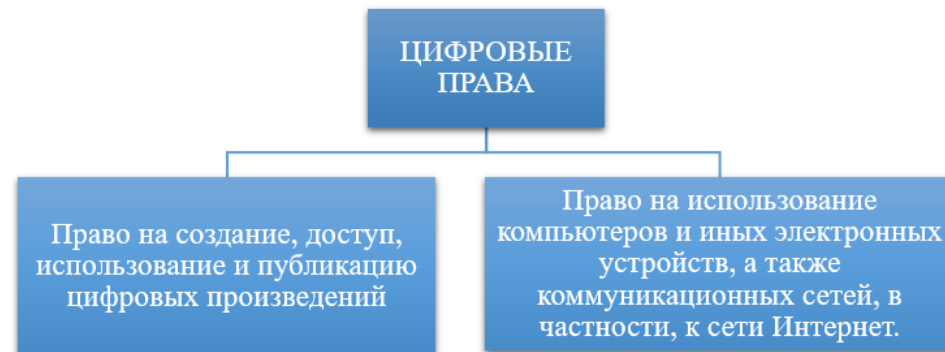 ЦИФРОВЫЕ
ПРАВА
Право на создание, доступ,
использование и публикацию
цифровых произведений
Право на использование
компьютеров и иных электронных
устройств, а также
коммуникационных сетей, в
частности, к сети Интернет.